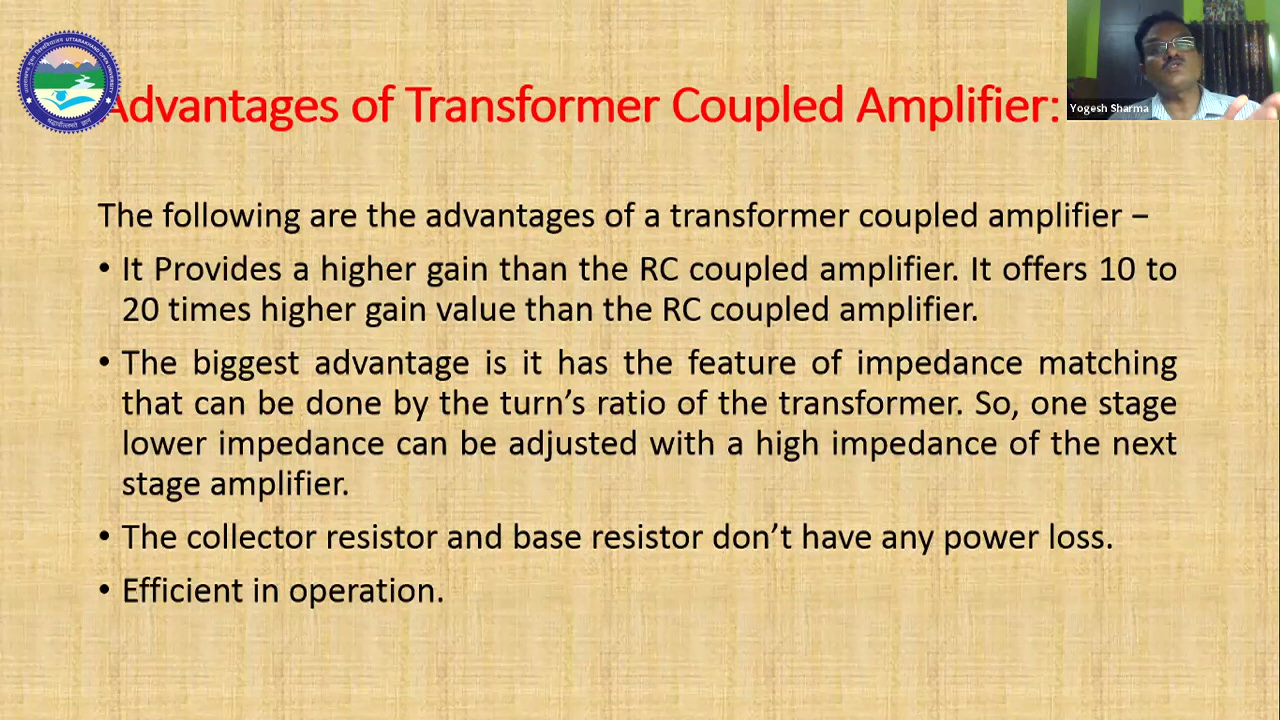 Advantages of Transformer Coupled Amplifier:
Yogesh Sharma
The following are the advantages of a transformer coupled amplifier –
• It Provides a higher gain than the RC coupled amplifier. It offers 10 to
20 times higher gain value than the RC coupled amplifier.
• The biggest advantage is it has the feature of impedance matching
that can be done by the turn’s ratio of the transformer. So, one stage
lower impedance can be adjusted with a high impedance of the next
stage amplifier.
• The collector resistor and base resistor don’t have any power loss.
• Efficient in operation.